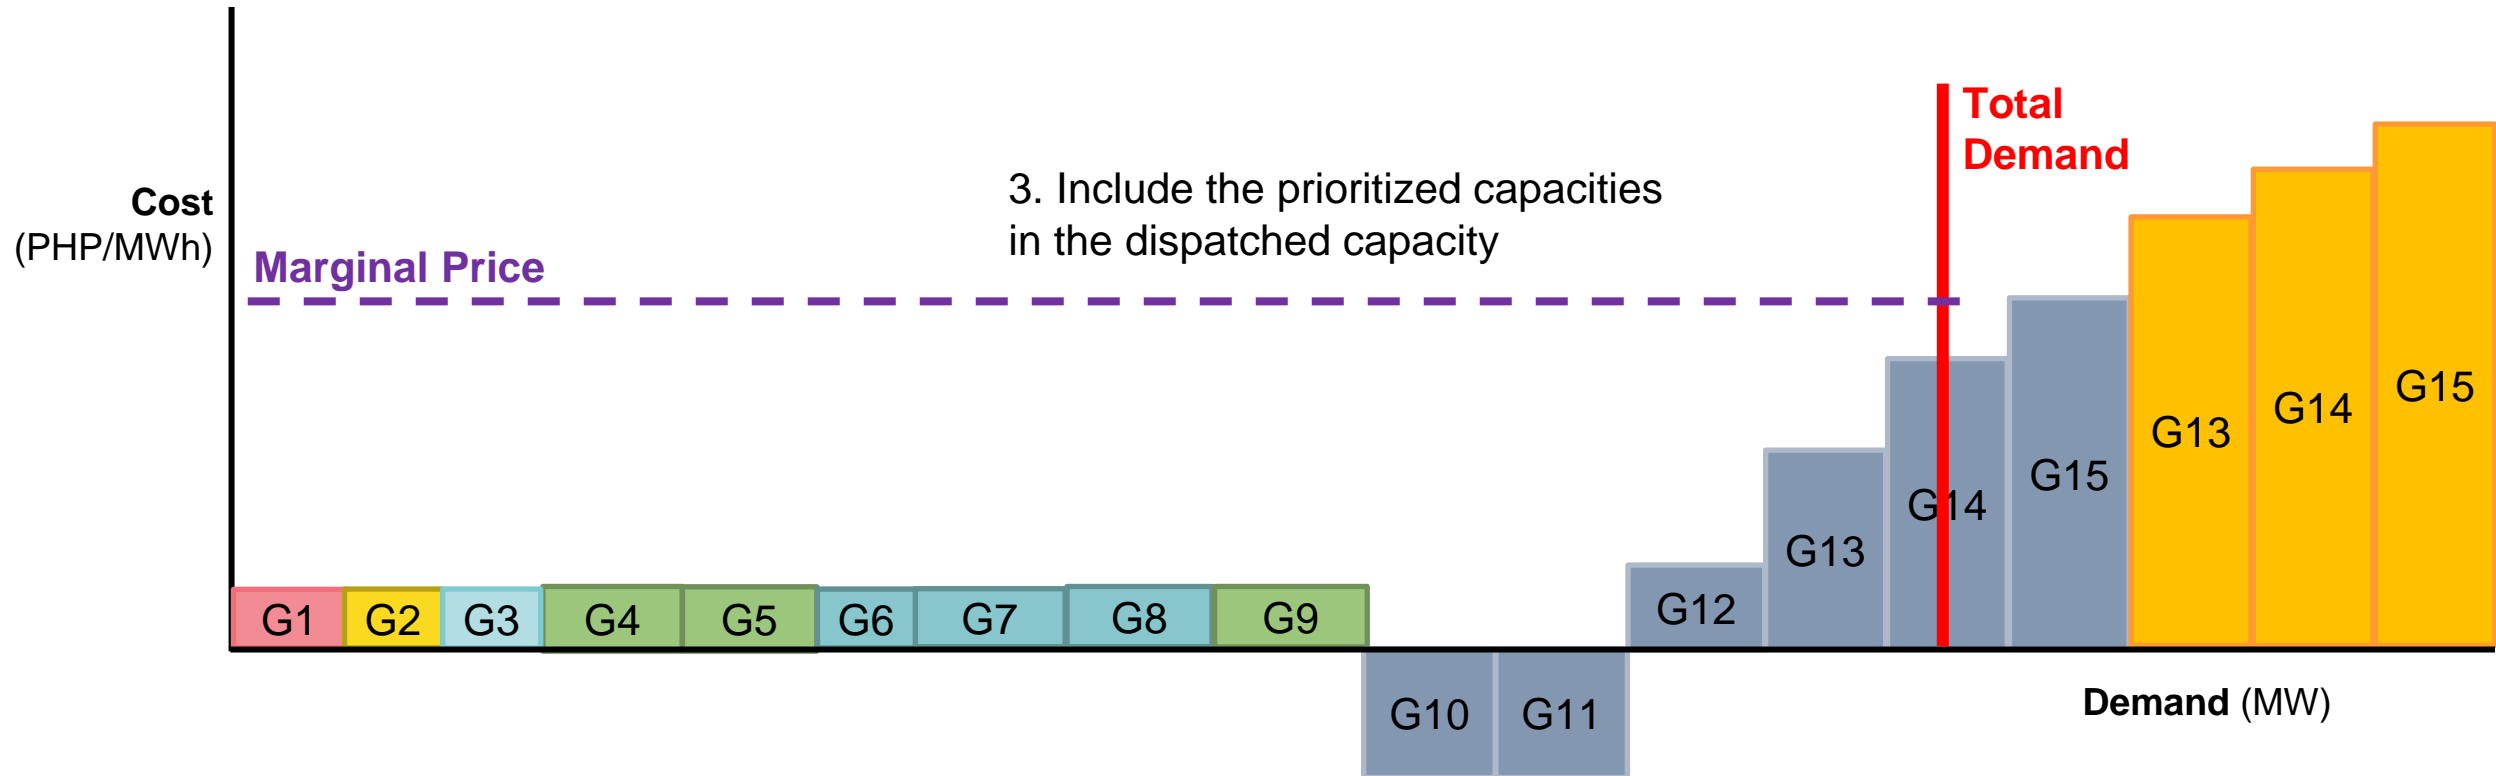 Total
Demand
3. Include the prioritized capacities
in the dispatched capacity
Cost
(PHP/MWh)
Marginal Price
G1
G2
G3
G4
G5
G6
G7
G8
G9
G10
G11
G12
G13
G14
G15
G13
G14
G15
Demand (MW)